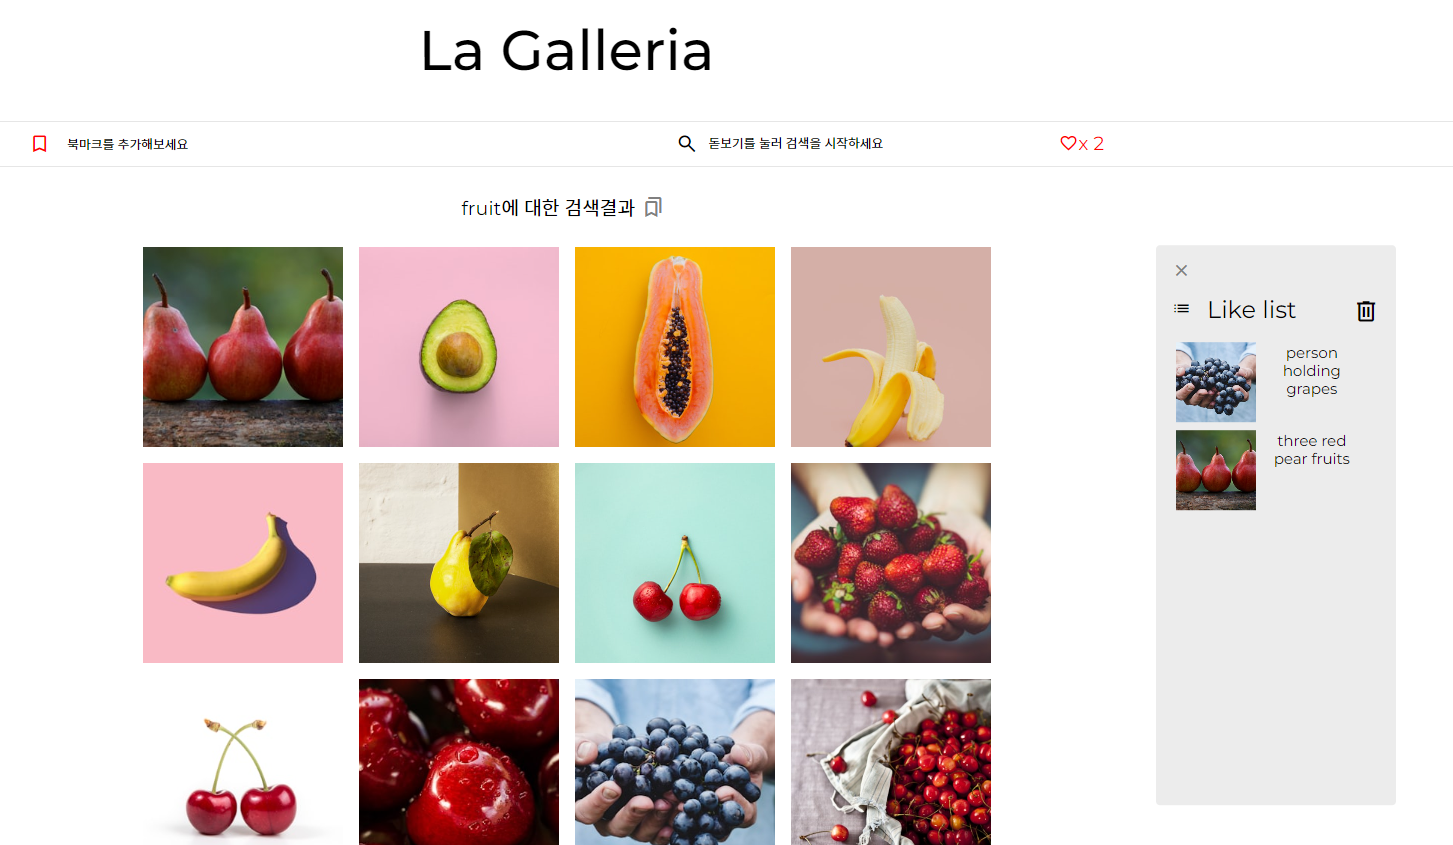 La Galleria
북마크를 추가해보세요
돋보기를 눌러 검색을 시작하세요
x 2
fruit에 대한 검색결과
Like list
person
holding
grapes
three red
pear fruits